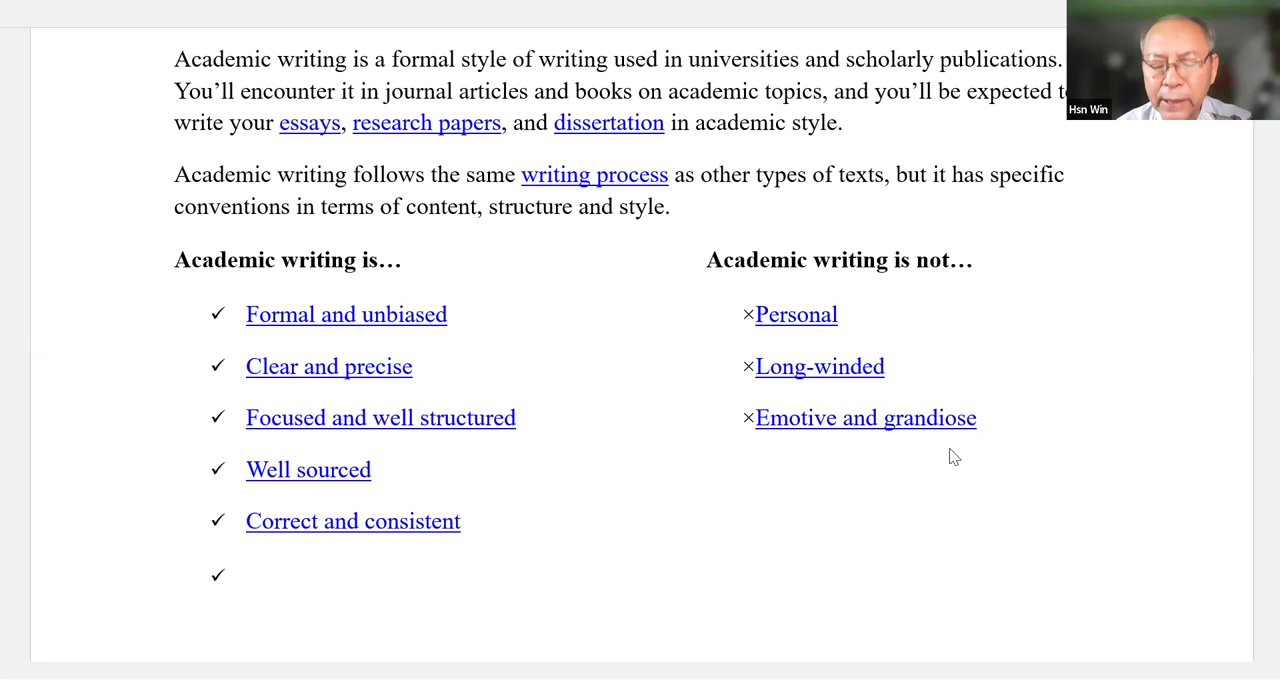 Academic writing is a formal style of writing used in universities and scholarly publications.
You’ll encounter it in journal articles and books on academic topics, and you’ll be expected
write your essays, research papers, and dissertation in academic style.
Academic writing follows the same writing process as other types of texts, but it has specific
conventions in terms of content, structure and style.
Academic writing is…
✓ Formal and unbiased
✓ Clear and precise
✓ Focused and well structured
✓ Well sourced
✓ Correct and consistent
✓
Academic writing is not…
×Personal
×Long-winded
×Emotive and grandiose
Hsn Win